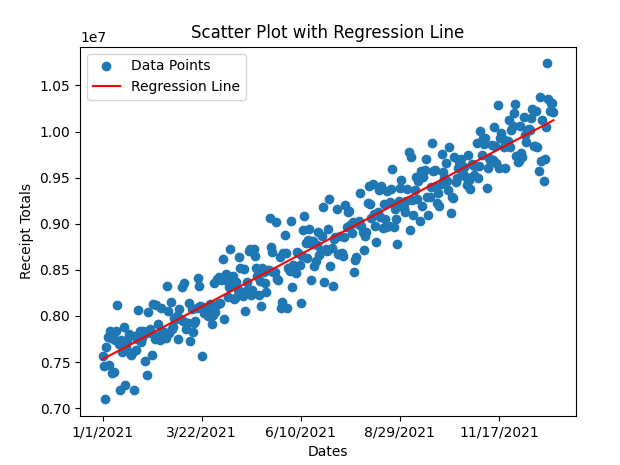 Scatter Plot with Regression Line
1e7
Data Points
Regression Line
1.05
1.00
0.95
0.90
0.85
0.80
0.75
0.70
Receipt Totals
1/1/2021 3/22/2021 6/10/2021 8/29/2021 11/17/2021
Dates